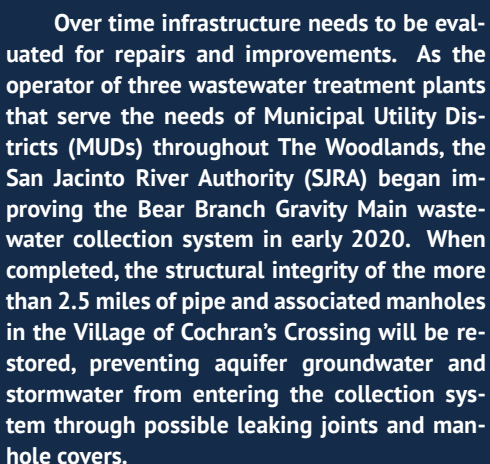 Over time infrastructure needs to be eval-
uated for repairs and improvements. As the
operator of three wastewater treatment plants
that serve the needs of Municipal Utility Dis-
tricts (MUDs) throughout The Woodlands, the
San Jacinto River Authority (SJRA) began im-
proving the Bear Branch Gravity Main waste-
water collection system in early 2020. When
completed, the structural integrity of the more
than 2.5 miles of pipe and associated manholes
in the Village of Cochran's Crossing will be re-
stored, preventing aquifer groundwater and
stormwater from entering the collection sys-
tem through possible leaking joints and man-
hole covers.